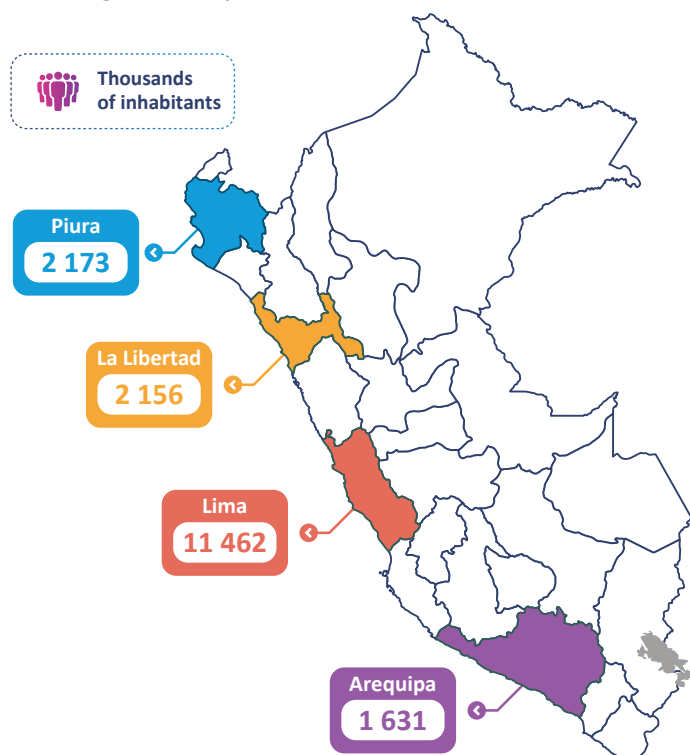 Thousands
of inhabitants
Piura
2 173
La Libertad
2 156
Lima
11 462
Arequipa
1 631